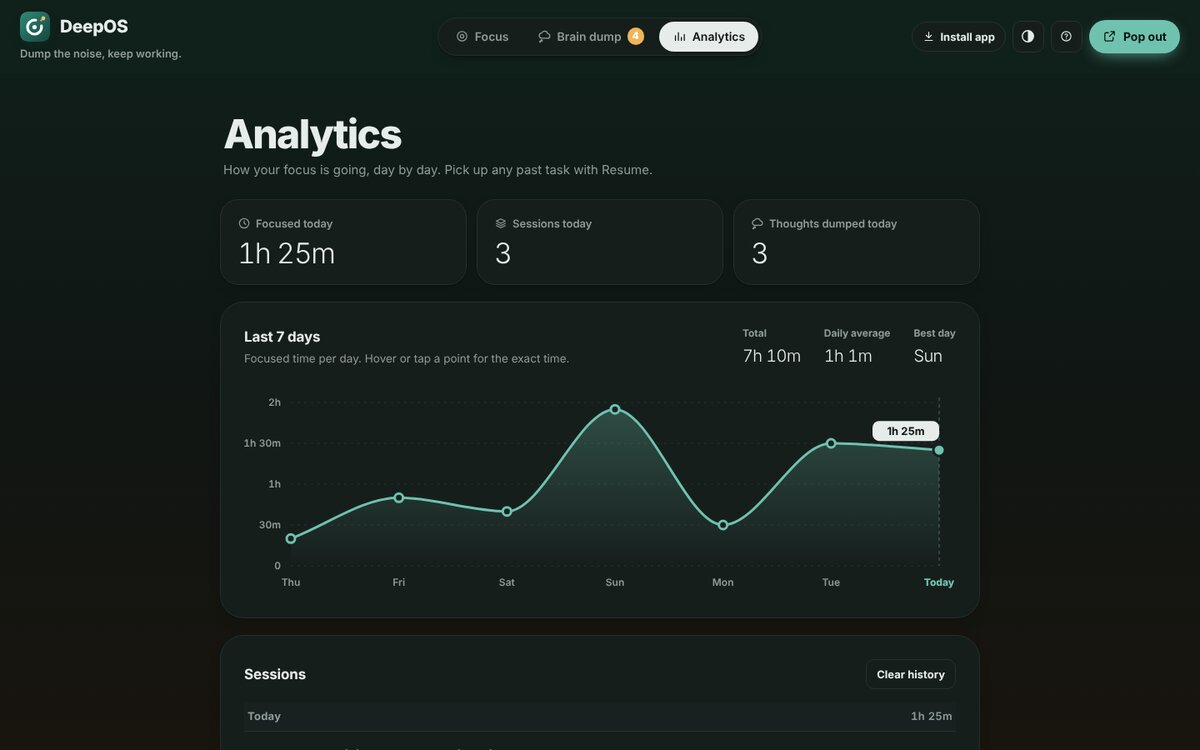 DeepOS
Dump the noise, keep working.
Focus
Brain dump 4
Analytics
Install app
Pop out
Analytics
How your focus is going, day by day. Pick up any past task with Resume.
Focused today
1h 25m
Sessions today
3
Thoughts dumped today
3
Last 7 days
Focused time per day. Hover or tap a point for the exact time.
Total
7h 10m
Daily average
1h 1m
Best day
Sun
2h
1h 30m
1h
30m
0
1h 25m
Thu
Fri
Sat
Sun
Mon
Tue
Today
Sessions
Clear history
Today
1h 25m